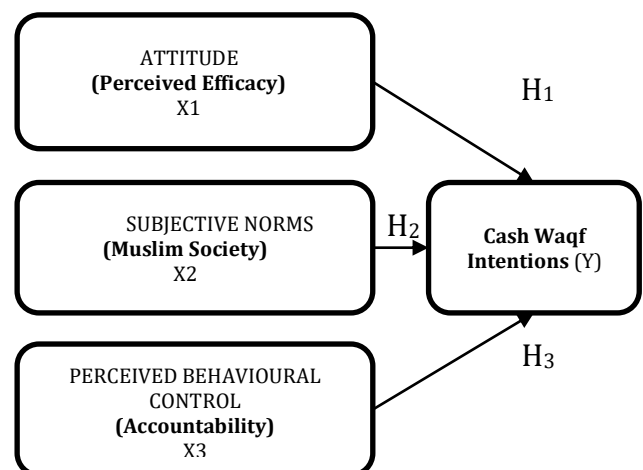 ATTITUDE
(Perceived Efficacy)
X1
H1
SUBJECTIVE NORMS
(Muslim Society)
X2
H2
Cash Waqf
Intentions (Y)
PERCEIVED BEHAVIOURAL
CONTROL
(Accountability)
X3
H3